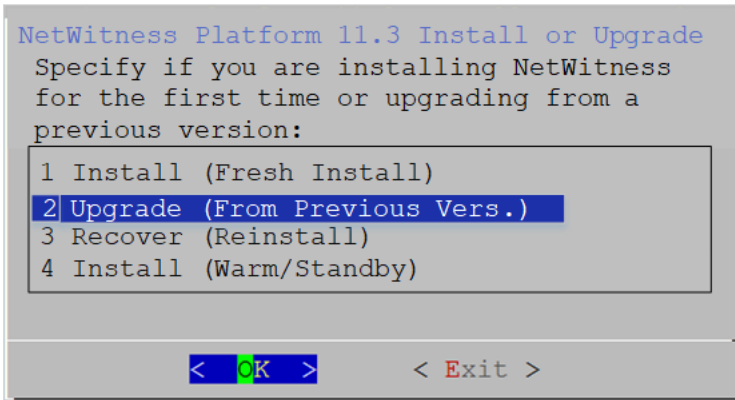 NetWitness Platform 11.3 Install or Upgrade
Specify if you are installing NetWitness
for the first time or upgrading from a
previous version:
1 Install (Fresh Install)
2 Upgrade (From Previous Vers.)
3 Recover (Reinstall)
4 Install (Warm/Standby)
< OK > < Exit >